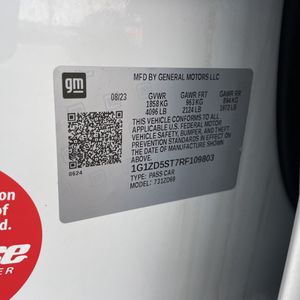 gm
MFD BY GENERAL MOTORS LLC
08/23 GVWR GAWR FRT GAWR RR
1858 KG 963 KG 894 KG
4096 LB 2124 LB 1972 LB
THIS VEHICLE CONFORMS TO ALL APPLICABLE
U.S. FEDERAL MOTOR VEHICLE
SAFETY, BUMPER, AND THEFT
PREVENTION STANDARDS IN EFFECT ON THE
DATE OF MANUFACTURE SHOWN ABOVE.
1G1ZD5ST7RF109803
TYPE: PASS CAR
MODEL: 731ZD69